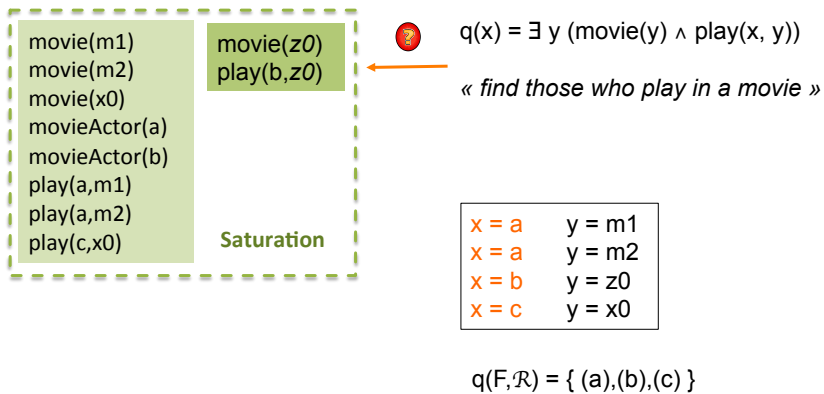 movie(m1)
movie(m2)
movie(x0)
movieActor(a)
movieActor(b)
play(a,m1)
play(a,m2)
play(c,x0)
movie(z0)
play(b,z0)
Saturation
?
q(x) = ∃ y (movie(y) ∧ play(x, y))
« find those who play in a movie »
x = a y = m1
x = a y = m2
x = b y = z0
x = c y = x0
q(F,ℛ) = { (a),(b),(c) }